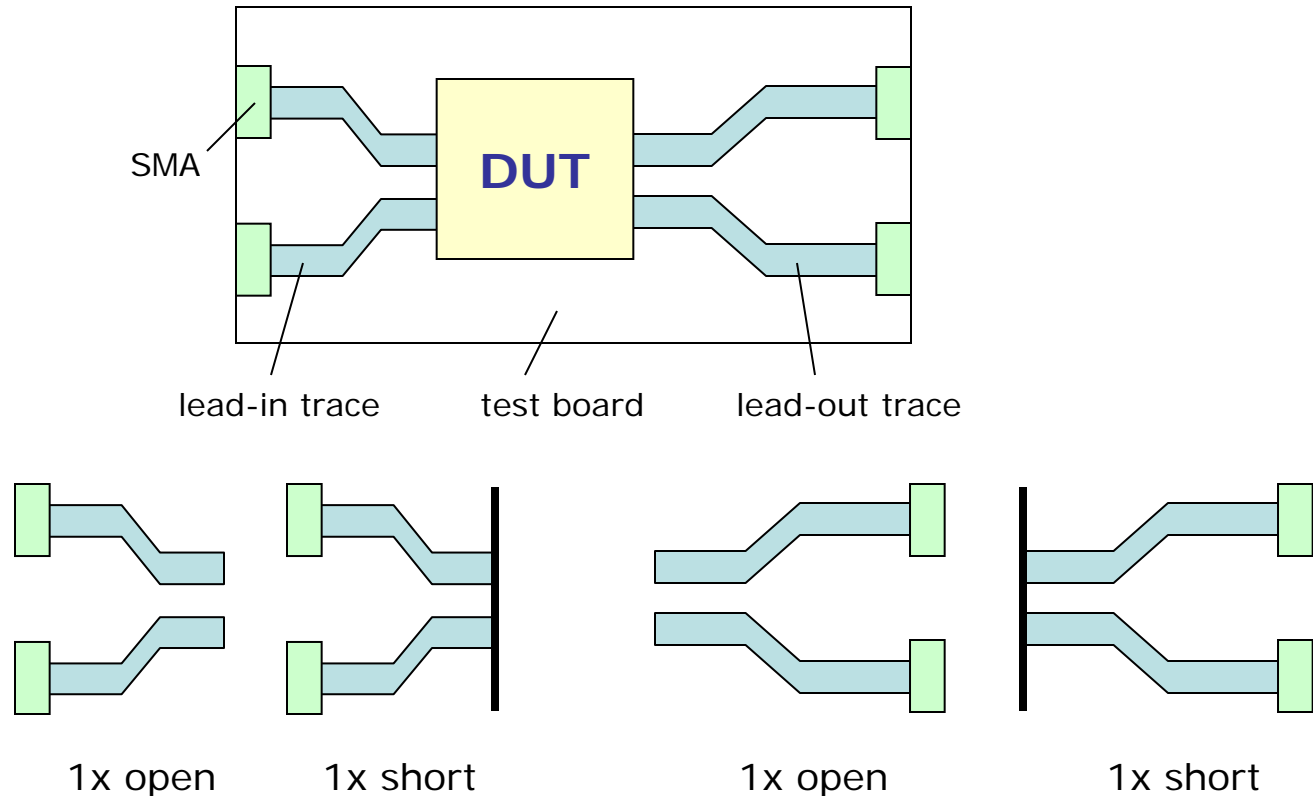 SMA
DUT
lead-in trace
test board
lead-out trace
1x open
1x short
1x open
1x short